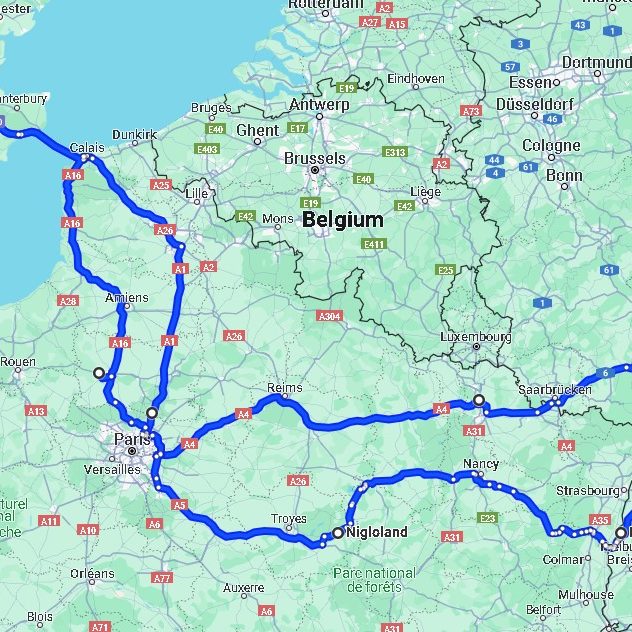 ester
Rotterdam
A2
A27
A15
43
1
3
57
Dortmund
Eindhoven
Essen
E19
Düsseldorf
anterbury
Bruges
Antwerp
A73
46
Dunkirk
E40
E17
Calais
Ghent
Cologne
E403
Brussels
E313
A2
44
4
61
Bonn
A16
A25
E40
Lille
Liège
E19
E42
A16
E42
Mons
Belgium
A26
E411
A1
A2
E25
61
A28
Amiens
1
A304
A16
A1
A26
Luxembourg
Rouen
6
Reims
Saarbrücken
A13
A4
A4
A31
Paris
A4
A4
Versailles
Nancy
A26
Strasbourg
A5
A11
A10
A6
Troyes
E23
A35
Nigloland
A31
Colmar
Parc national
de forêts
A77
Orléans
Auxerre
Mulhouse
Belfort
A6
Blois
A71